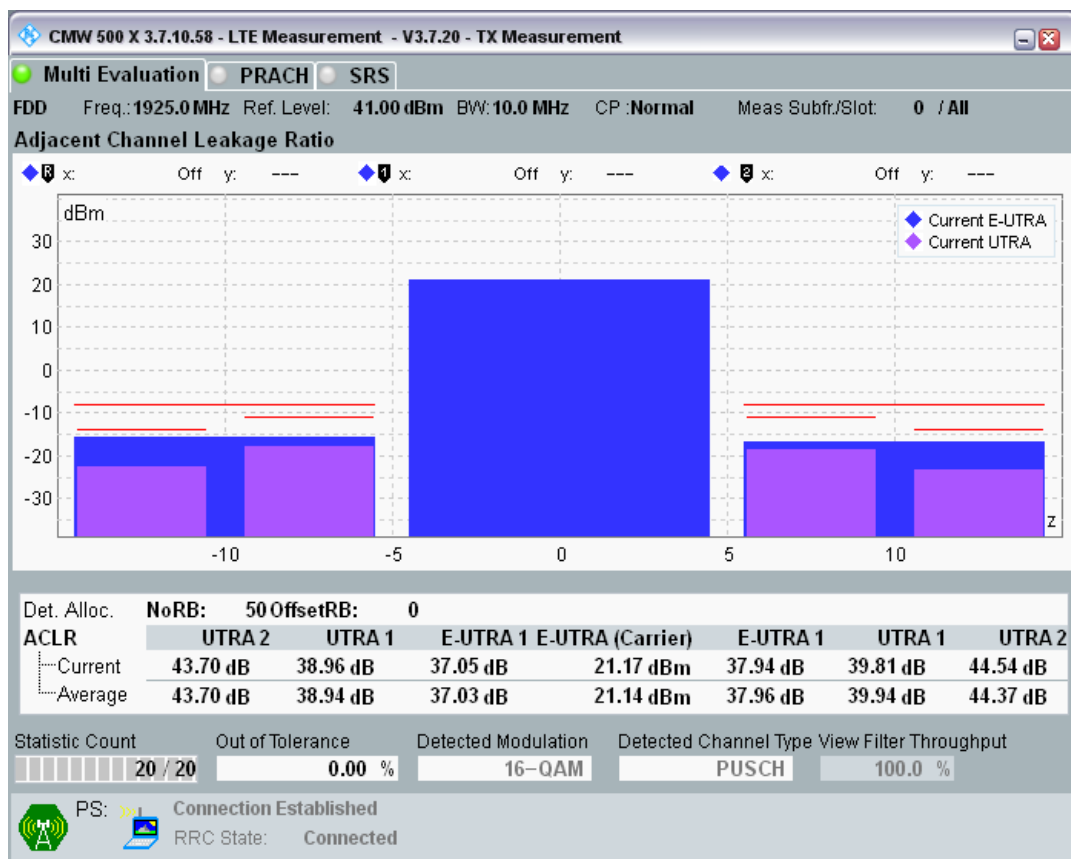 CMW 500 X 3.7.10.58 - LTE Measurement - V3.7.20 - TX Measurement
Multi Evaluation PRACH SRS
FDD Freq.: 1925.0 MHz Ref. Level: 41.00 dBm BW: 10.0 MHz CP :Normal Meas Subfr./Slot: 0 / All
Adjacent Channel Leakage Ratio
R x: Off y: --- 1 x: Off y: --- 2 x: Off y: ---
dBm
Current E-UTRA
Current UTRA
30
20
10
0
-10
-20
-30
z
-10 -5 0 5 10
Det. Alloc. NoRB: 50 OffsetRB: 0
ACLR UTRA 2 UTRA 1 E-UTRA 1 E-UTRA (Carrier) E-UTRA 1 UTRA 1 UTRA 2
Current 43.70 dB 38.96 dB 37.05 dB 21.17 dBm 37.94 dB 39.81 dB 44.54 dB
Average 43.70 dB 38.94 dB 37.03 dB 21.14 dBm 37.96 dB 39.94 dB 44.37 dB
Statistic Count Out of Tolerance Detected Modulation Detected Channel Type View Filter Throughput
20 / 20 0.00 % 16-QAM PUSCH 100.0 %
PS: Connection Established
RRC State: Connected